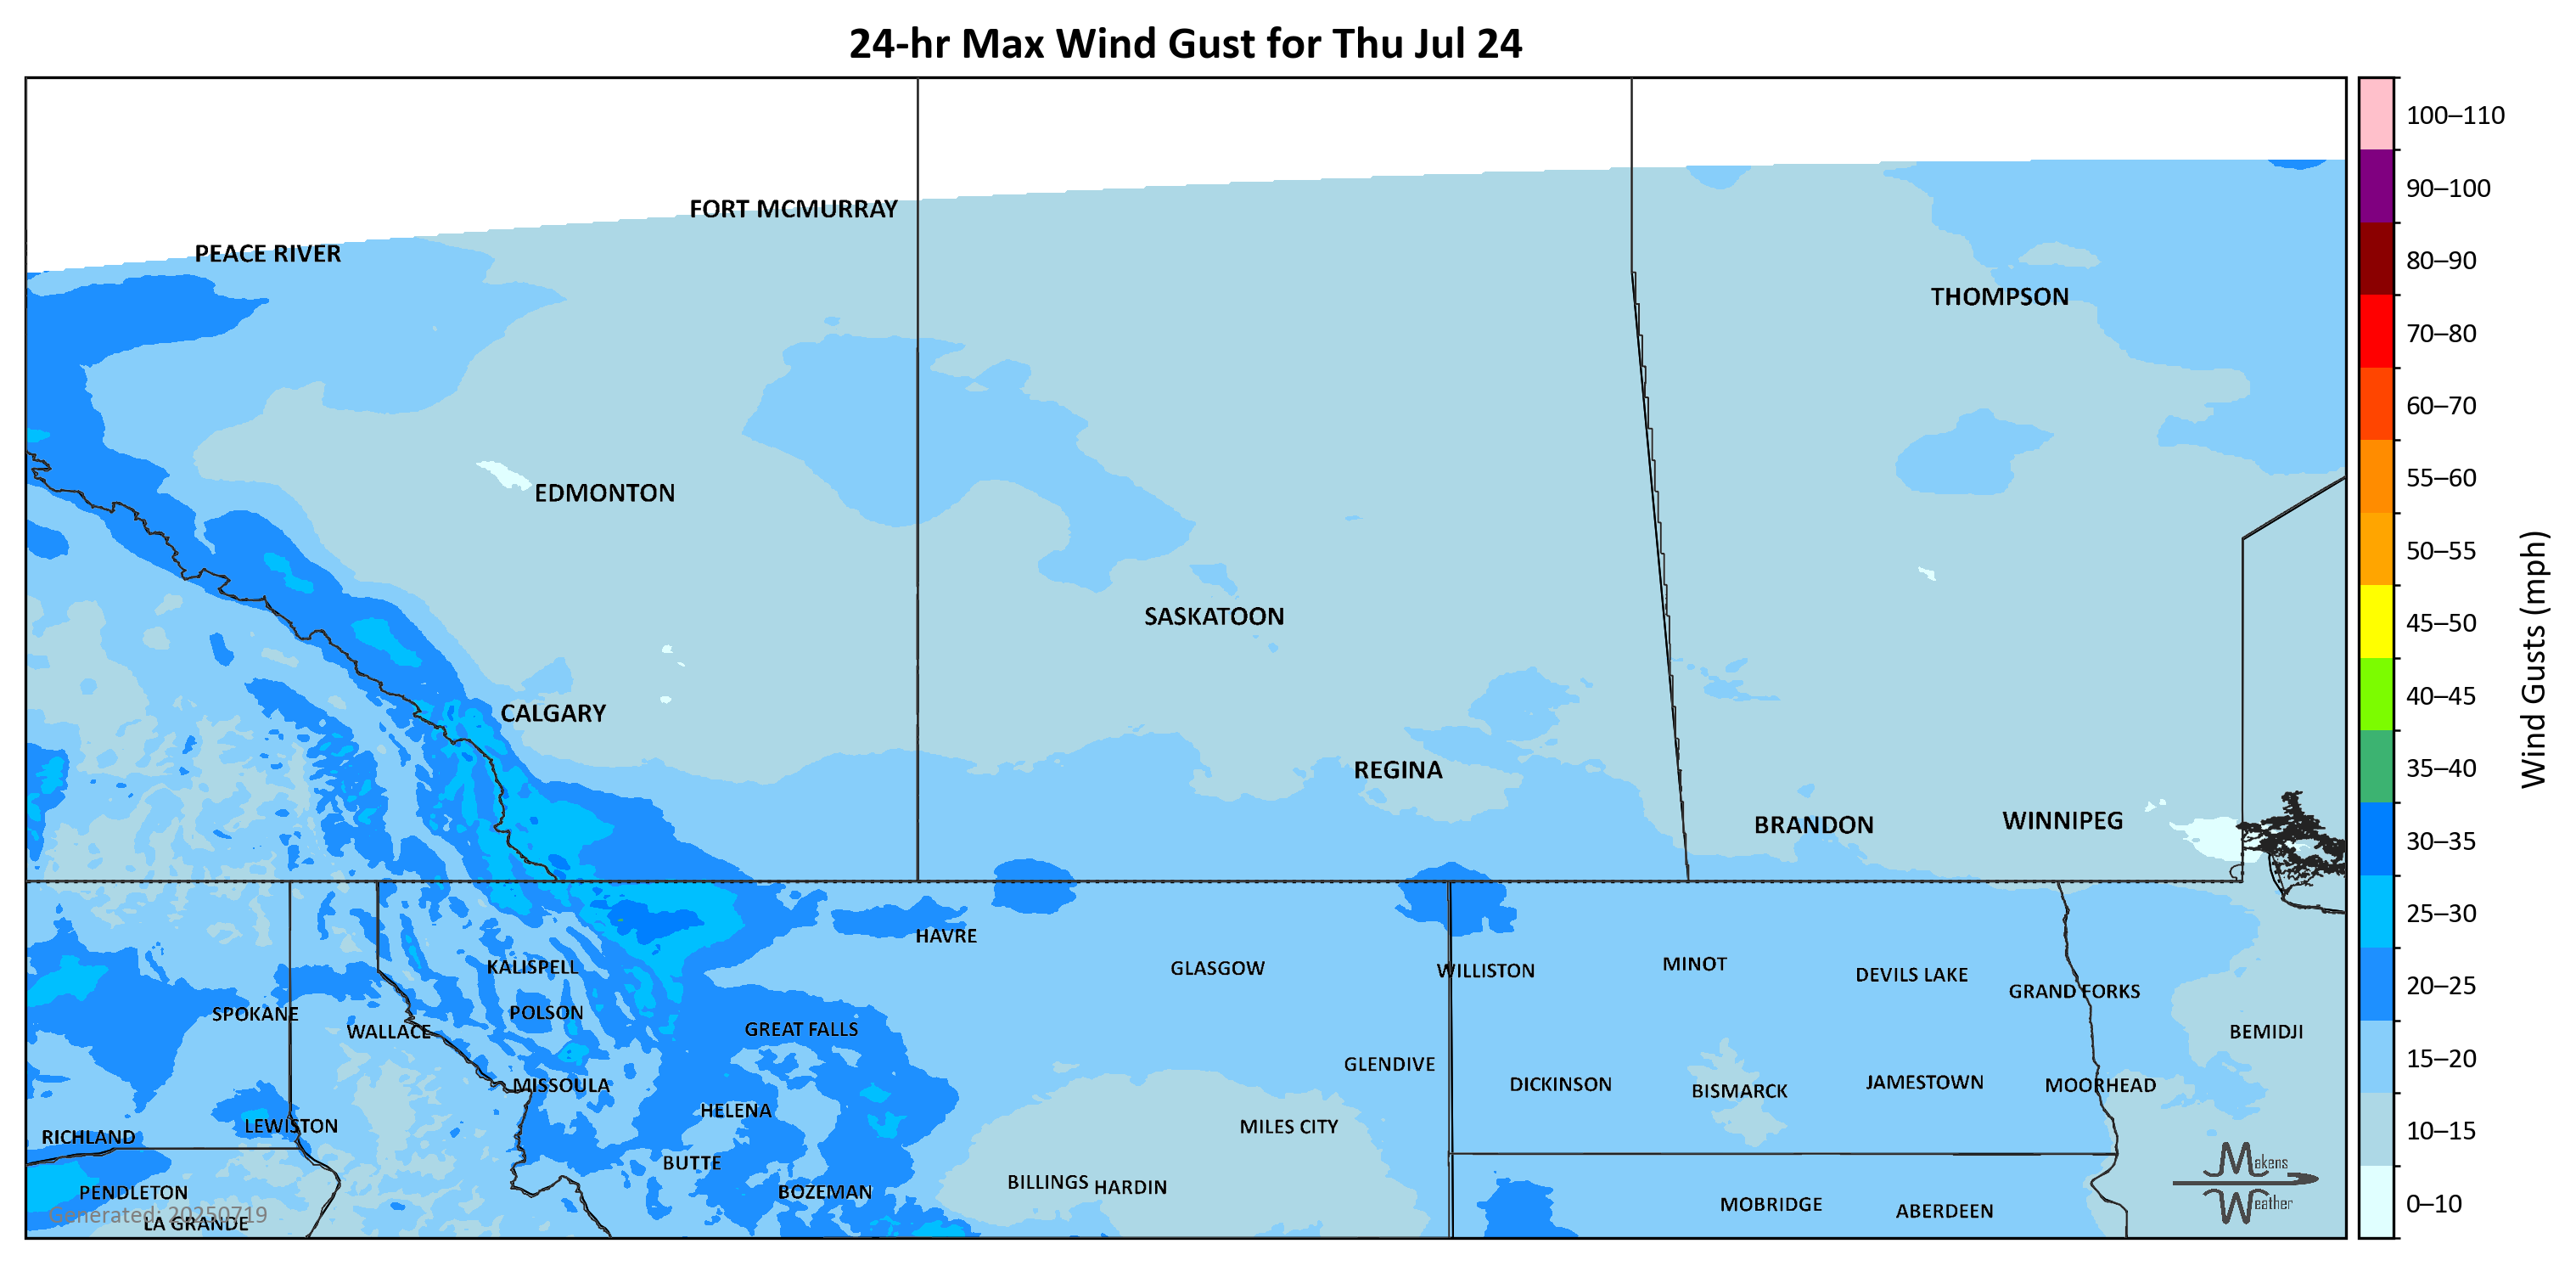 24-hr Max Wind Gust for Thu Jul 24
100–110
90–100
80–90
70–80
60–70
55–60
50–55
45–50
40–45
35–40
30–35
25–30
20–25
15–20
10–15
0–10
Wind Gusts (mph)
FORT MCMURRAY
PEACE RIVER
THOMPSON
EDMONTON
SASKATOON
CALGARY
REGINA
BRANDON
WINNIPEG
HAVRE
KALISPELL
GLASGOW
WILLISTON
MINOT
DEVILS LAKE
GRAND FORKS
SPOKANE
POLSON
WALLACE
GREAT FALLS
BEMIDJI
GLENDIVE
MISSOULA
DICKINSON
BISMARCK
JAMESTOWN
MOORHEAD
HELENA
LEWISTON
MILES CITY
RICHLAND
BUTTE
BILLINGS
HARDIN
PENDLETON
BOZEMAN
MOBRIDGE
ABERDEEN
Generated: 20250719
LA GRANDE
Makens
Weather